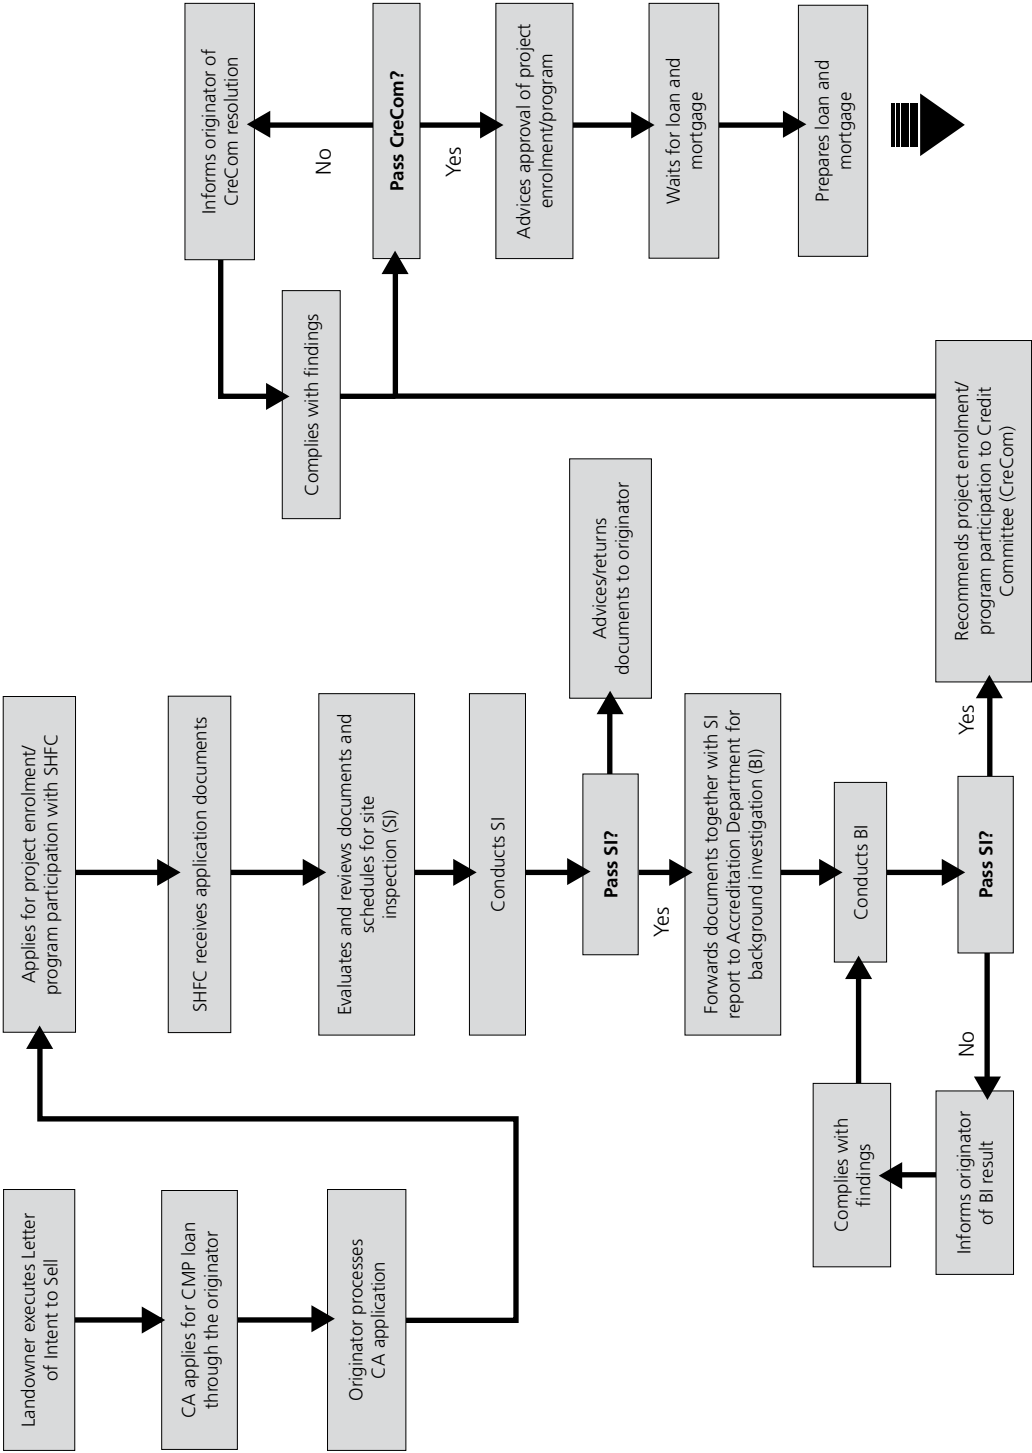 Landowner executes Letter
of Intent to Sell
CA applies for CMP loan
through the originator
Originator processes
CA application
Applies for project enrolment/
program participation with SHFC
SHFC receives application documents
Evaluates and reviews documents and
schedules for site
inspection (SI)
Conducts SI
Pass SI?
Advices/returns
documents to originator
Yes
Forwards documents together with SI
report to Accreditation Department for
background investigation (BI)
Conducts BI
Pass SI?
No
Informs originator
of BI result
Complies with
findings
Yes
Recommends project enrolment/
program participation to Credit
Committee (CreCom)
Complies with findings
Informs originator of
CreCom resolution
No
Pass CreCom?
Yes
Advices approval of project
enrolment/program
Waits for loan and
mortgage
Prepares loan and
mortgage